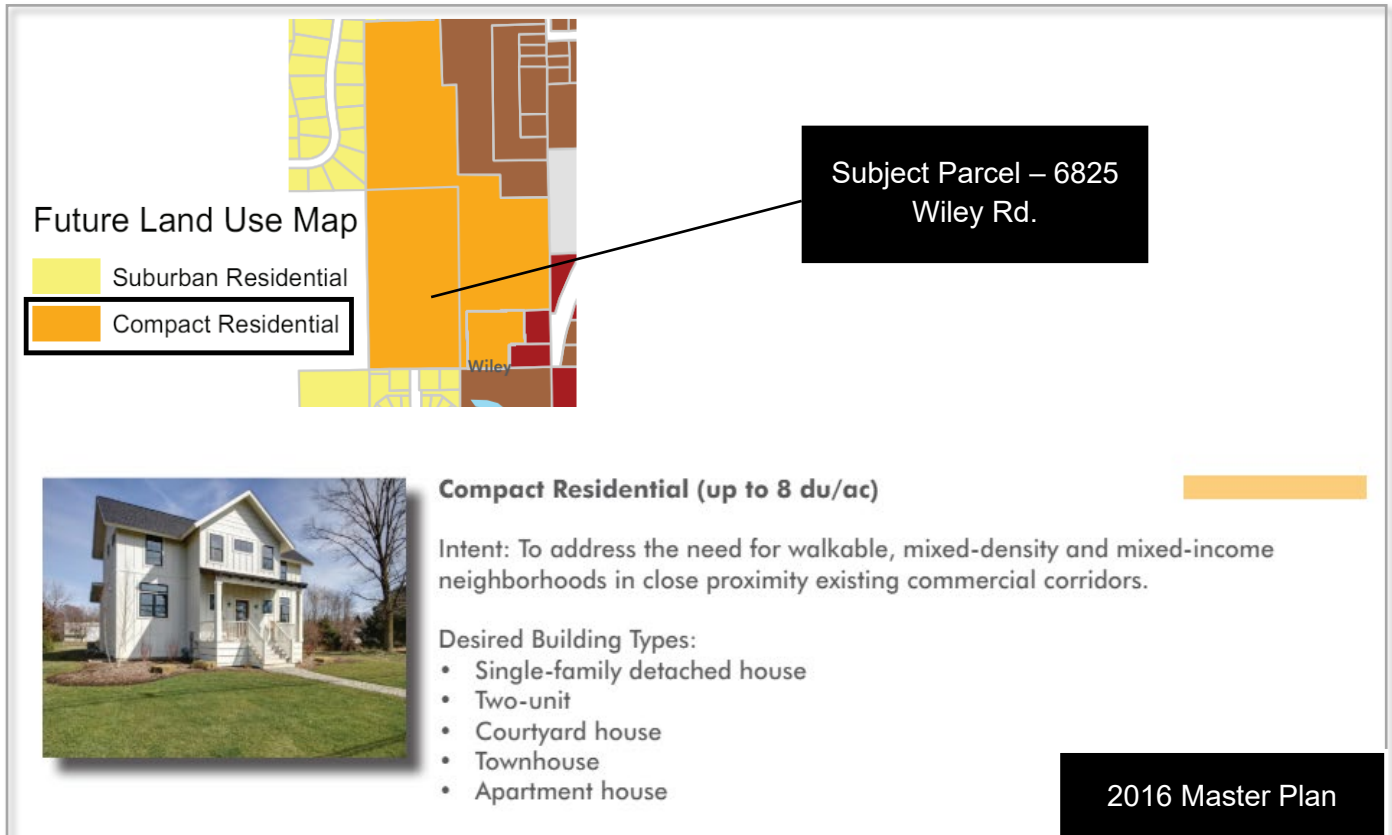 Subject Parcel – 6825
Wiley Rd.
Future Land Use Map
Suburban Residential
Compact Residential
Wiley
Compact Residential (up to 8 du/ac)
Intent: To address the need for walkable, mixed-density and mixed-income
neighborhoods in close proximity existing commercial corridors.
Desired Building Types:
• Single-family detached house
• Two-unit
• Courtyard house
• Townhouse
• Apartment house
2016 Master Plan